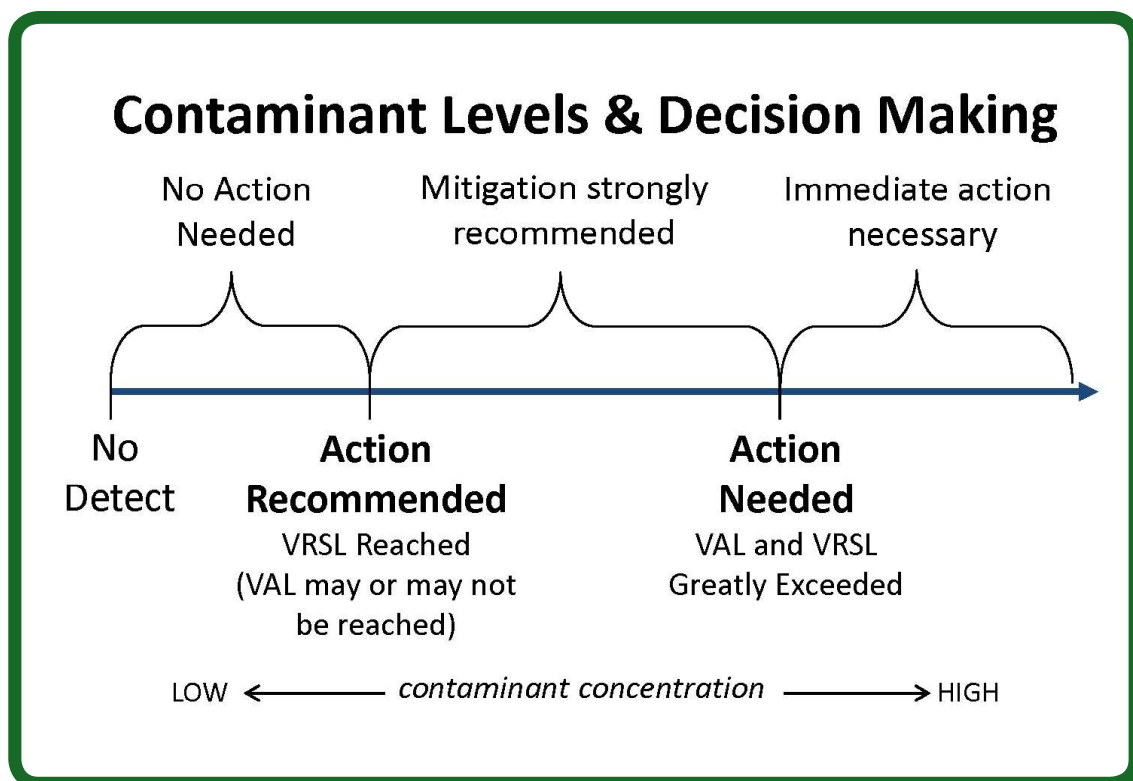 Contaminant Levels & Decision Making
No Action
Needed
Mitigation strongly
recommended
Immediate action
necessary
No
Detect
Action
Recommended
VRSL Reached
(VAL may or may not
be reached)
Action
Needed
VAL and VRSL
Greatly Exceeded
LOW contaminant concentration HIGH